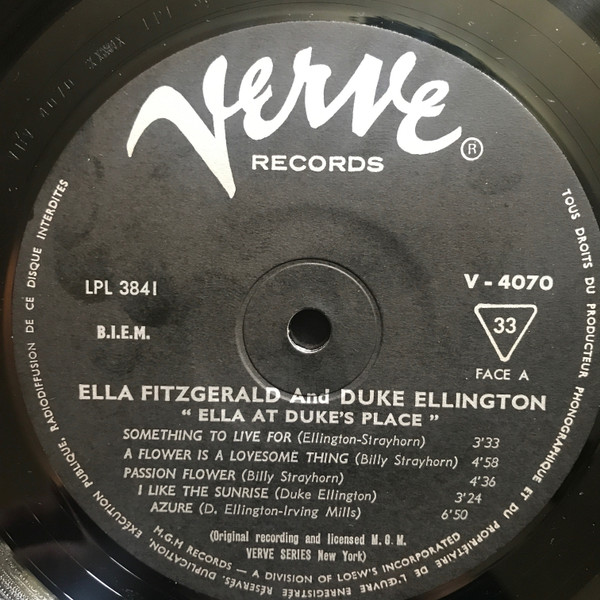 Verve ®
RECORDS
LPL 3841
V - 4070
B.I.E.M.
33
FACE A
ELLA FITZGERALD And DUKE ELLINGTON
“ ELLA AT DUKE'S PLACE ”
SOMETHING TO LIVE FOR (Ellington-Strayhorn) 3'33
A FLOWER IS A LOVESOME THING (Billy Strayhorn) 4'58
PASSION FLOWER (Billy Strayhorn) 4'36
I LIKE THE SUNRISE (Duke Ellington) 3'24
AZURE (D. Ellington-Irving Mills) 6'50
(Original recording and licensed M. G. M.
VERVE SERIES New York)
M.G.M RECORDS — A DIVISION OF LOEW'S INCORPORATED
TOUS DROITS DU PRODUCTEUR PHONOGRAPHIQUE ET DU PROPRIÉTAIRE DE L'ŒUVRE ENREGISTRÉE RÉSERVÉS, DUPLICATION, EXÉCUTION PUBLIQUE, RADIODIFFUSION DE CE DISQUE INTERDITES